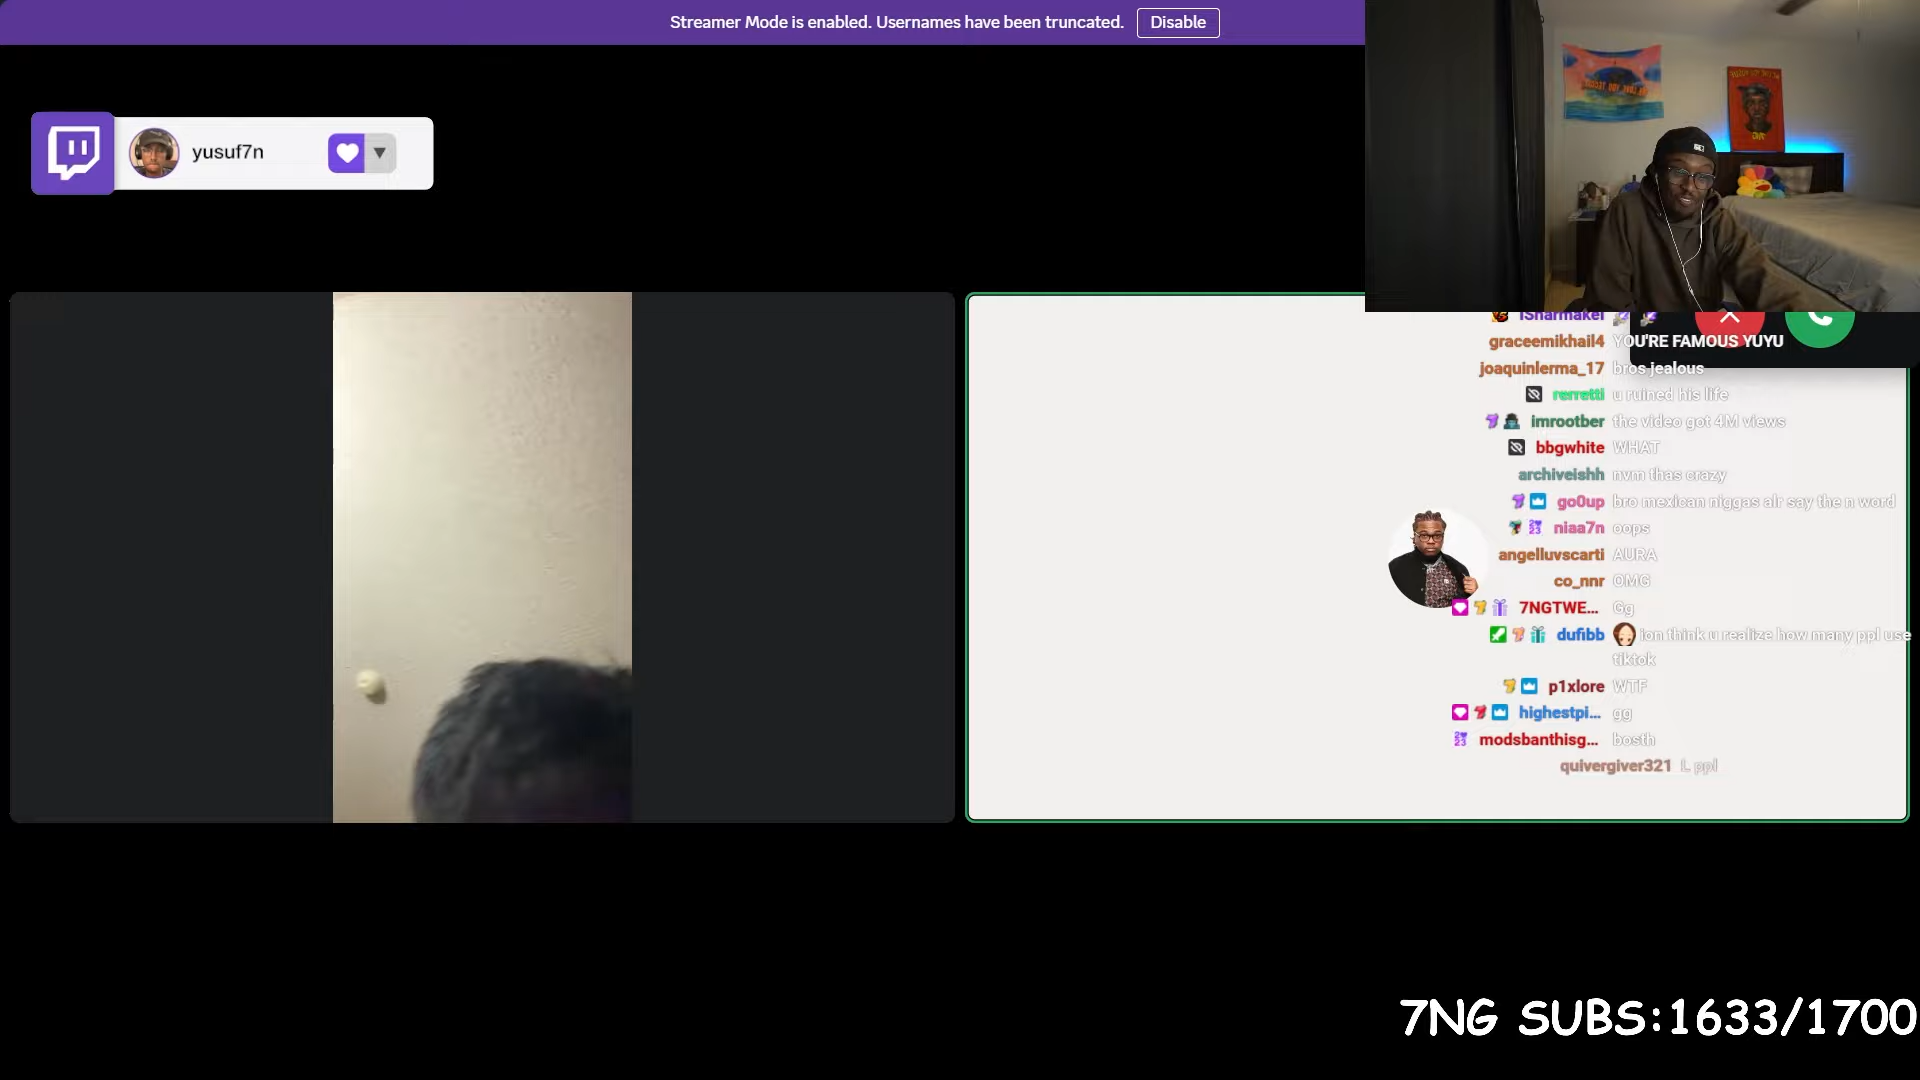 Streamer Mode is enabled. Usernames have been truncated. Disable
yusuf7n
iSharmakei
graceemikhail4 YOU'RE FAMOUS YUYU
joaquinlerma_17 bros jealous
rerretti u ruined his life
imrootber the video got 4M views
bbgwhite WHAT
archiveishh nvm thas crazy
go0up bro mexican niggas alr say the n word
niaa7n oops
angelluvscarti AURA
co_nnr OMG
7NGTWE... Gg
dufibb ion think u realize how many ppl use
tiktok
p1xlore WTF
highestpi... gg
modsbanthisg... bosth
quivergiver321 L ppl
7NG SUBS:1633/1700